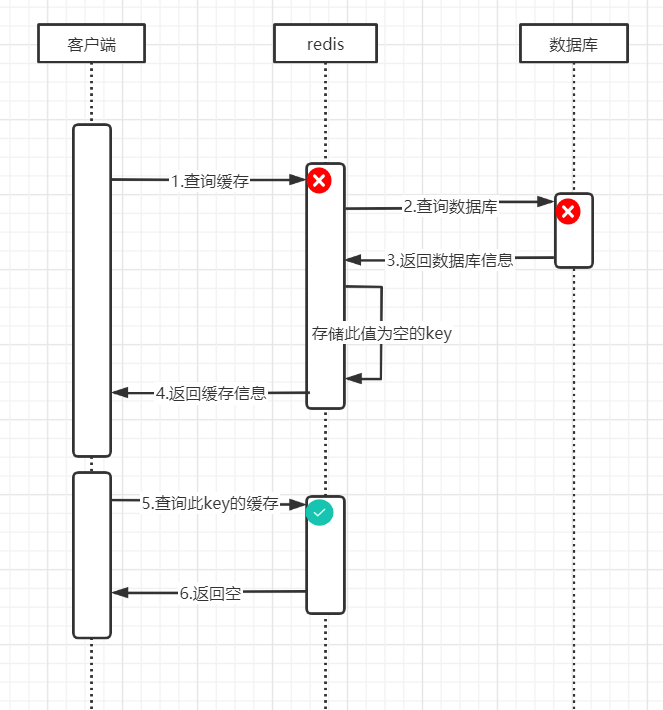 客户端
redis
数据库
1.查询缓存
2.查询数据库
3.返回数据库信息
存储此值为空的key
4.返回缓存信息
5.查询此key的缓存
6.返回空